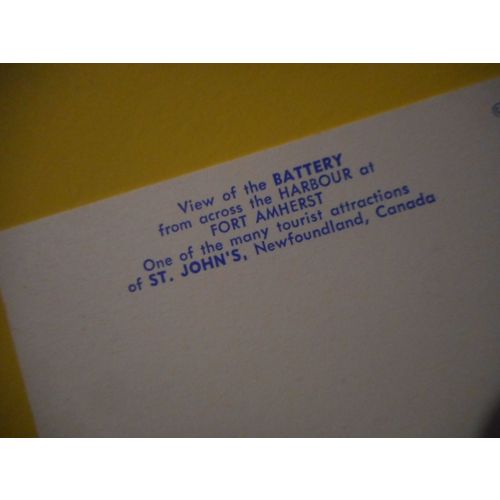 View of the BATTERY
from across the HARBOUR at
FORT AMHERST
One of the many tourist attractions
of ST. JOHN'S, Newfoundland, Canada